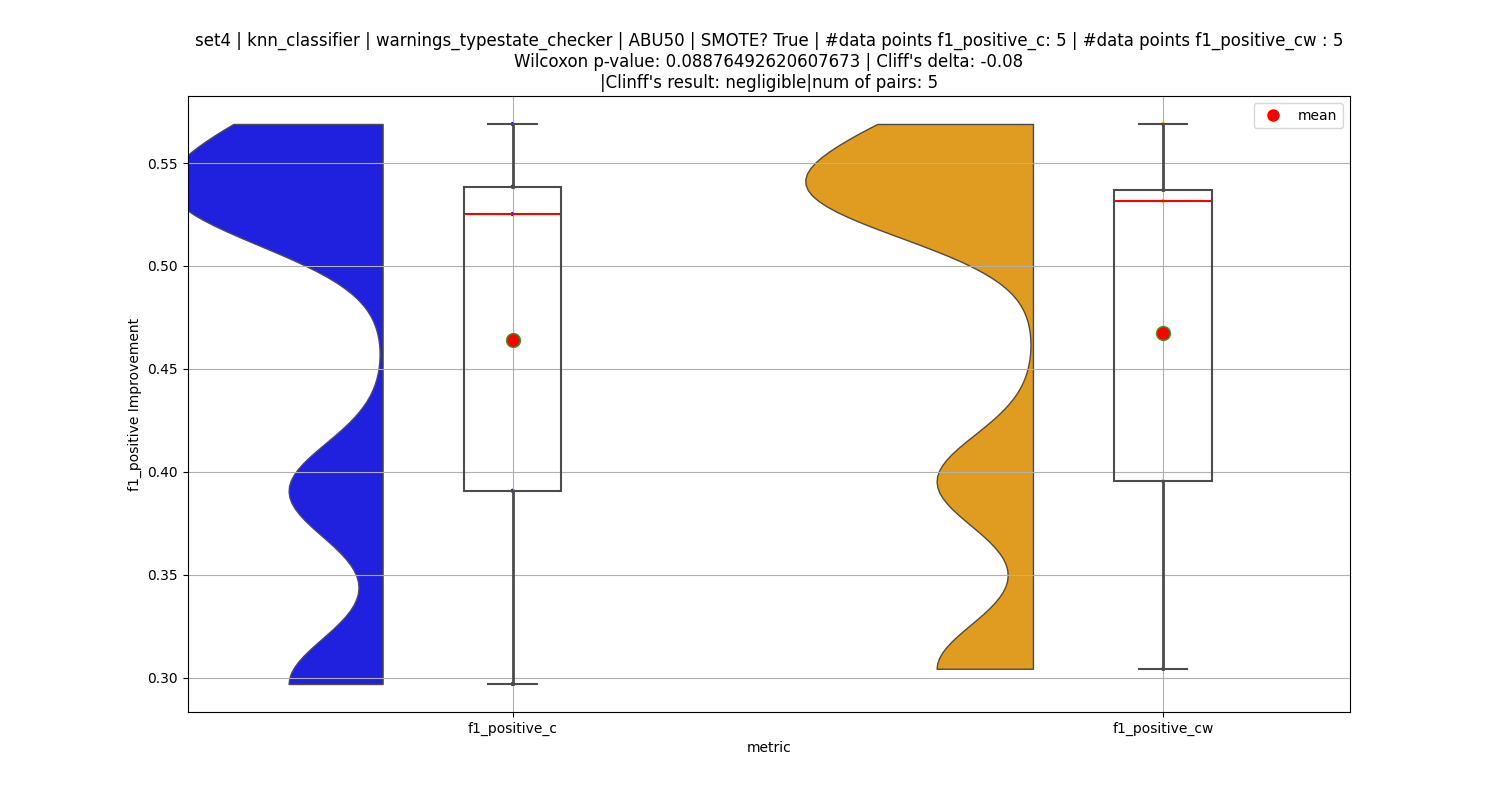 set4 | knn_classifier | warnings_typestate_checker | ABU50 | SMOTE? True | #data points f1_positive_c: 5 | #data points f1_positive_cw : 5
Wilcoxon p-value: 0.08876492620607673 | Cliff's delta: -0.08
|Clinff's result: negligible|num of pairs: 5
mean
0.55
0.50
0.45
0.40
0.35
0.30
f1_positive Improvement
f1_positive_c
f1_positive_cw
metric